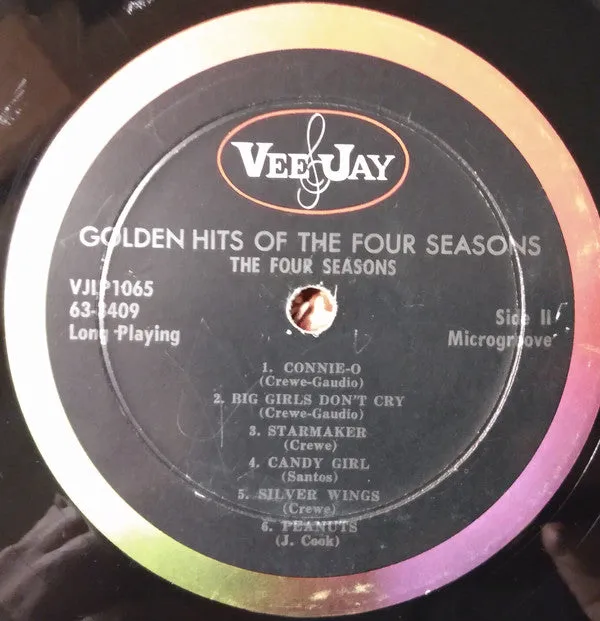 VEE JAY
GOLDEN HITS OF THE FOUR SEASONS
THE FOUR SEASONS
VJLP1065
63-3409
Long Playing
Side II
Microgroove
1. CONNIE-O
(Crewe-Gaudio)
2. BIG GIRLS DON'T CRY
(Crewe-Gaudio)
3. STARMAKER
(Crewe)
4. CANDY GIRL
(Santos)
5. SILVER WINGS
(Crewe)
6. PEANUTS
(J. Cook)